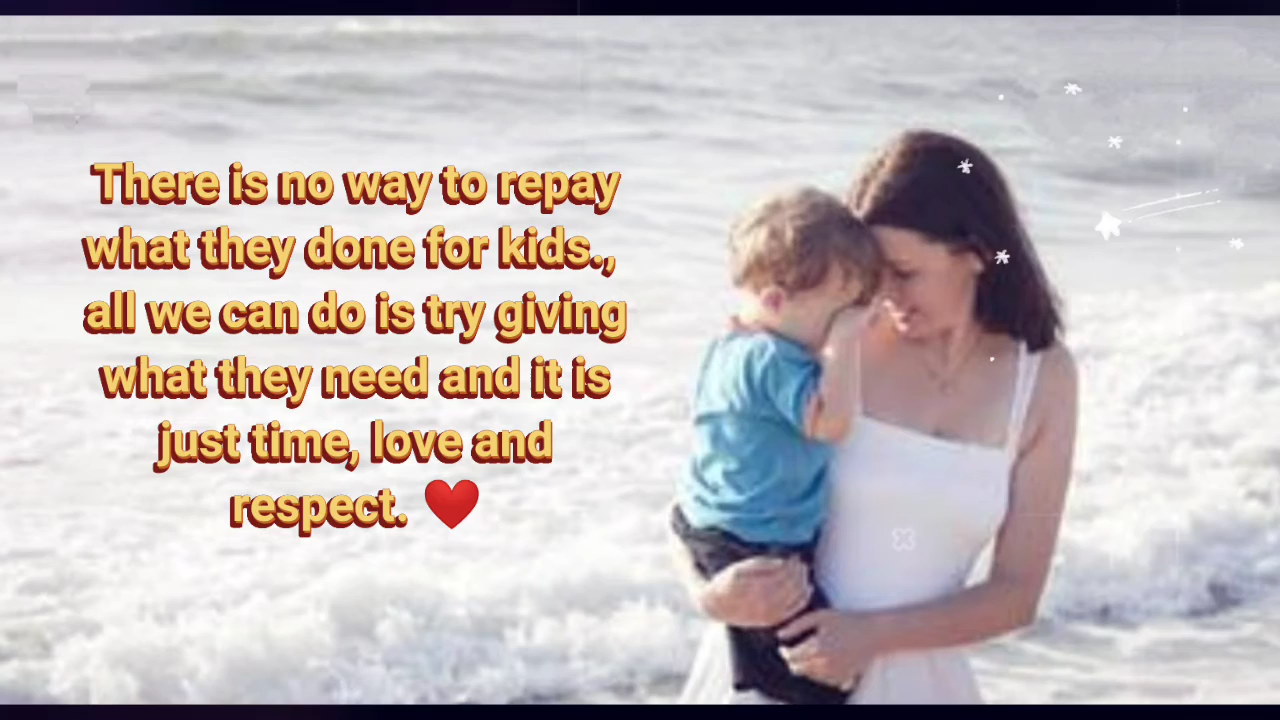 There is no way to repay
what they done for kids.,
all we can do is try giving
what they need and it is
just time, love and
respect. ❤️